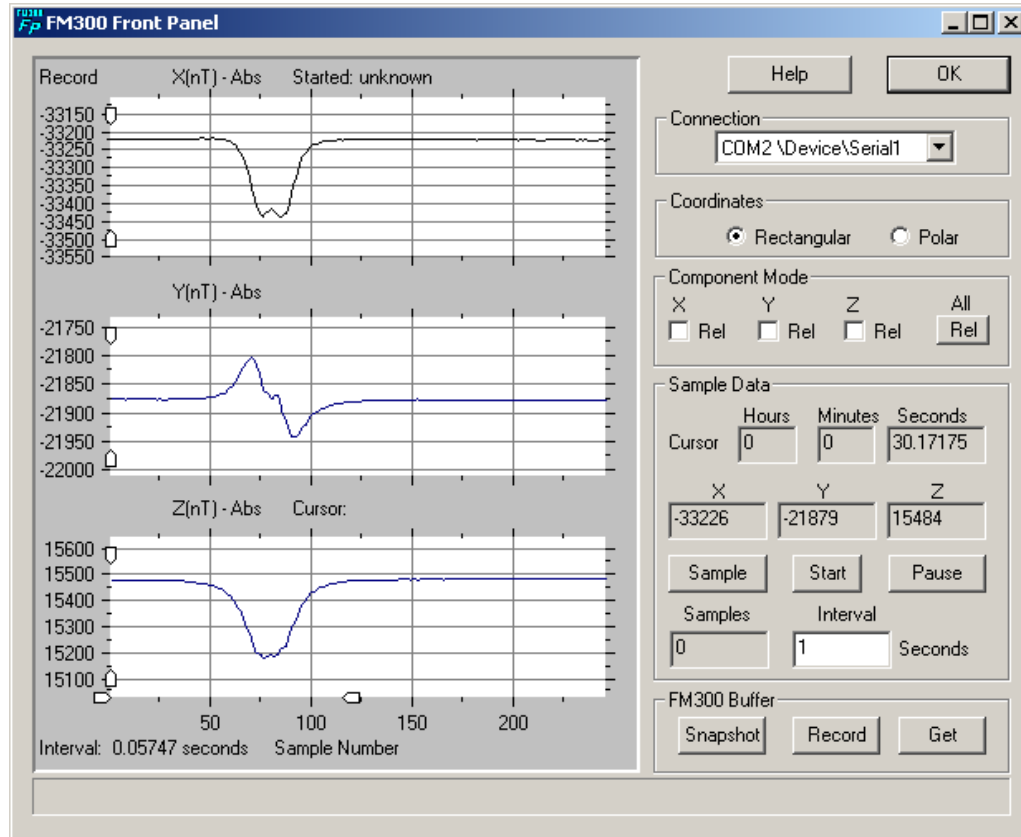 FM300
Fp FM300 Front Panel
Record X(nT) - Abs Started: unknown
-33150
-33200
-33250
-33300
-33350
-33400
-33450
-33500
-33550
Y(nT) - Abs
-21750
-21800
-21850
-21900
-21950
-22000
Z(nT) - Abs Cursor:
15600
15500
15400
15300
15200
15100
50 100 150 200
Interval: 0.05747 seconds Sample Number
Help OK
Connection
COM2 \Device\Serial1
Coordinates
Rectangular Polar
Component Mode
X Y Z All
Rel Rel Rel Rel
Sample Data
Hours Minutes Seconds
Cursor 0 0 30.17175
X Y Z
-33226 -21879 15484
Sample Start Pause
Samples Interval
0 1 Seconds
FM300 Buffer
Snapshot Record Get